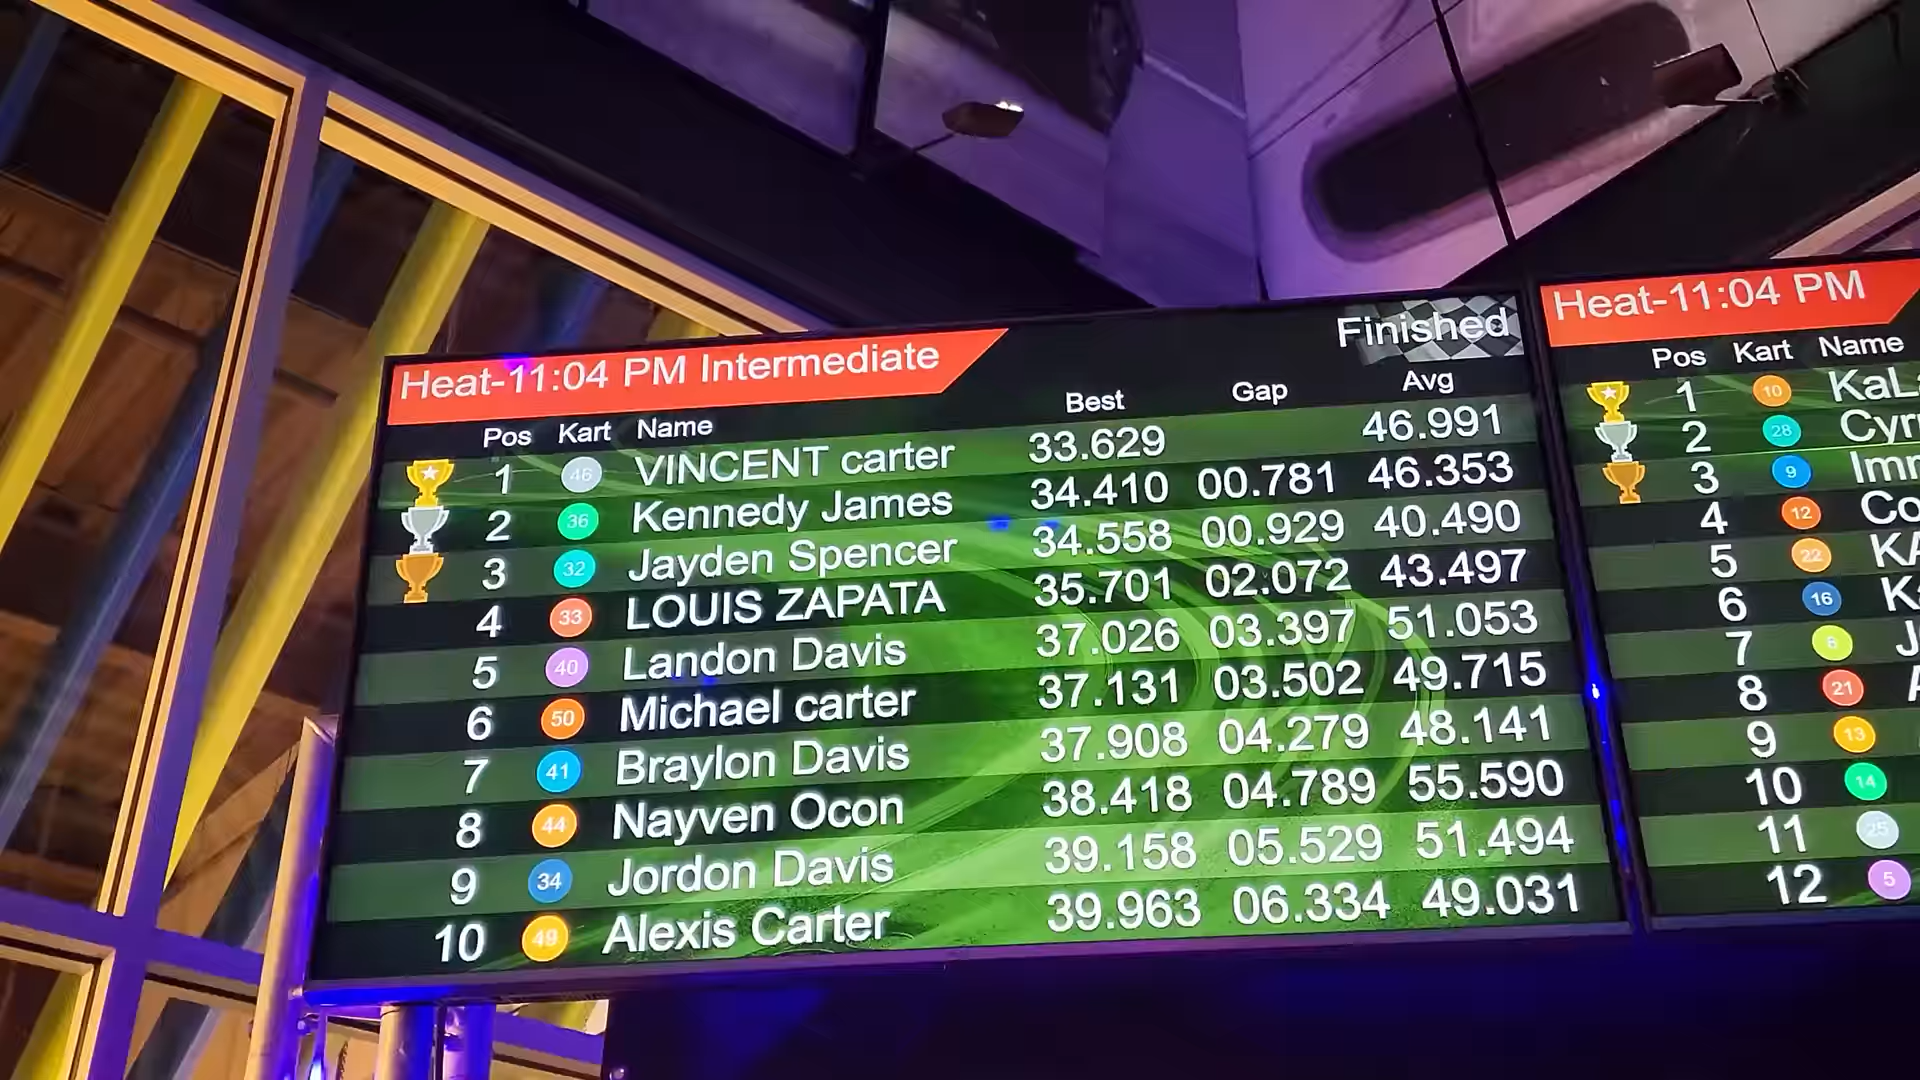 Heat-11:04 PM Intermediate Finished
Pos Kart Name Best Gap Avg
1 46 VINCENT carter 33.629 46.991
2 36 Kennedy James 34.410 00.781 46.353
3 32 Jayden Spencer 34.558 00.929 40.490
4 33 LOUIS ZAPATA 35.701 02.072 43.497
5 40 Landon Davis 37.026 03.397 51.053
6 50 Michael carter 37.131 03.502 49.715
7 41 Braylon Davis 37.908 04.279 48.141
8 44 Nayven Ocon 38.418 04.789 55.590
9 34 Jordon Davis 39.158 05.529 51.494
10 49 Alexis Carter 39.963 06.334 49.031
Heat-11:04 PM
Pos Kart Name
1 10 KaL
2 28 Cyr
3 9 Im
4 12 Co
5 22 KA
6 16 Ka
7 8 J
8 21
9 13
10 14
11 25
12 5